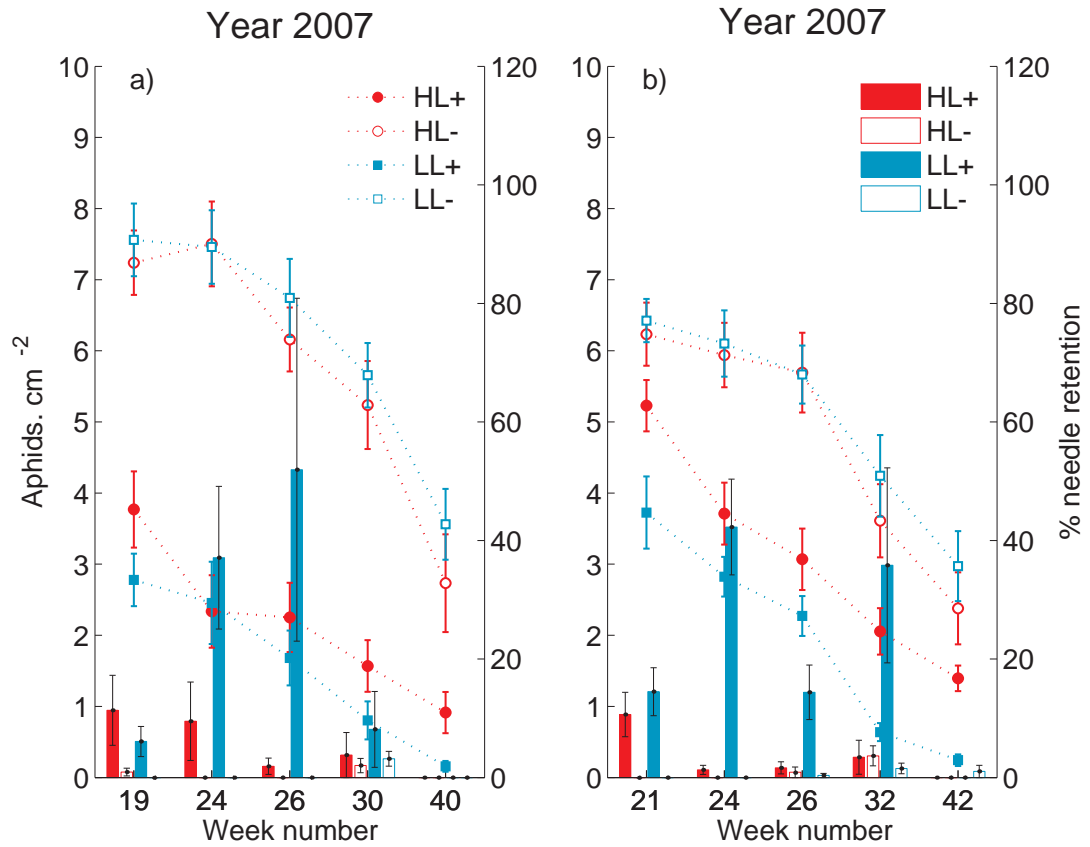 Year 2007
Year 2007
a)
HL+
HL-
LL+
LL-
10
9
8
7
6
5
4
3
2
1
0
Aphids. cm -2
120
100
80
60
40
20
0
19 24 26 30 40
Week number
b)
HL+
HL-
LL+
LL-
10
9
8
7
6
5
4
3
2
1
0
120
100
80
60
40
20
0
% needle retention
21 24 26 32 42
Week number